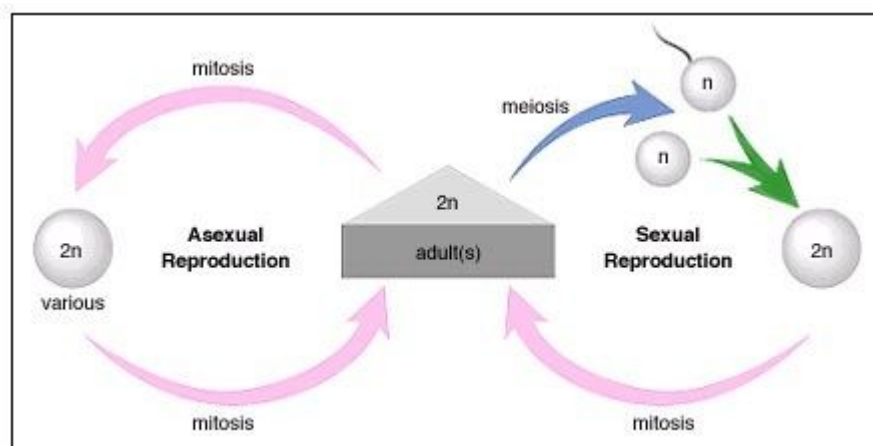 mitosis
meiosis
n
n
2n
adult(s)
Asexual
Reproduction
2n
various
Sexual
Reproduction
2n
mitosis
mitosis